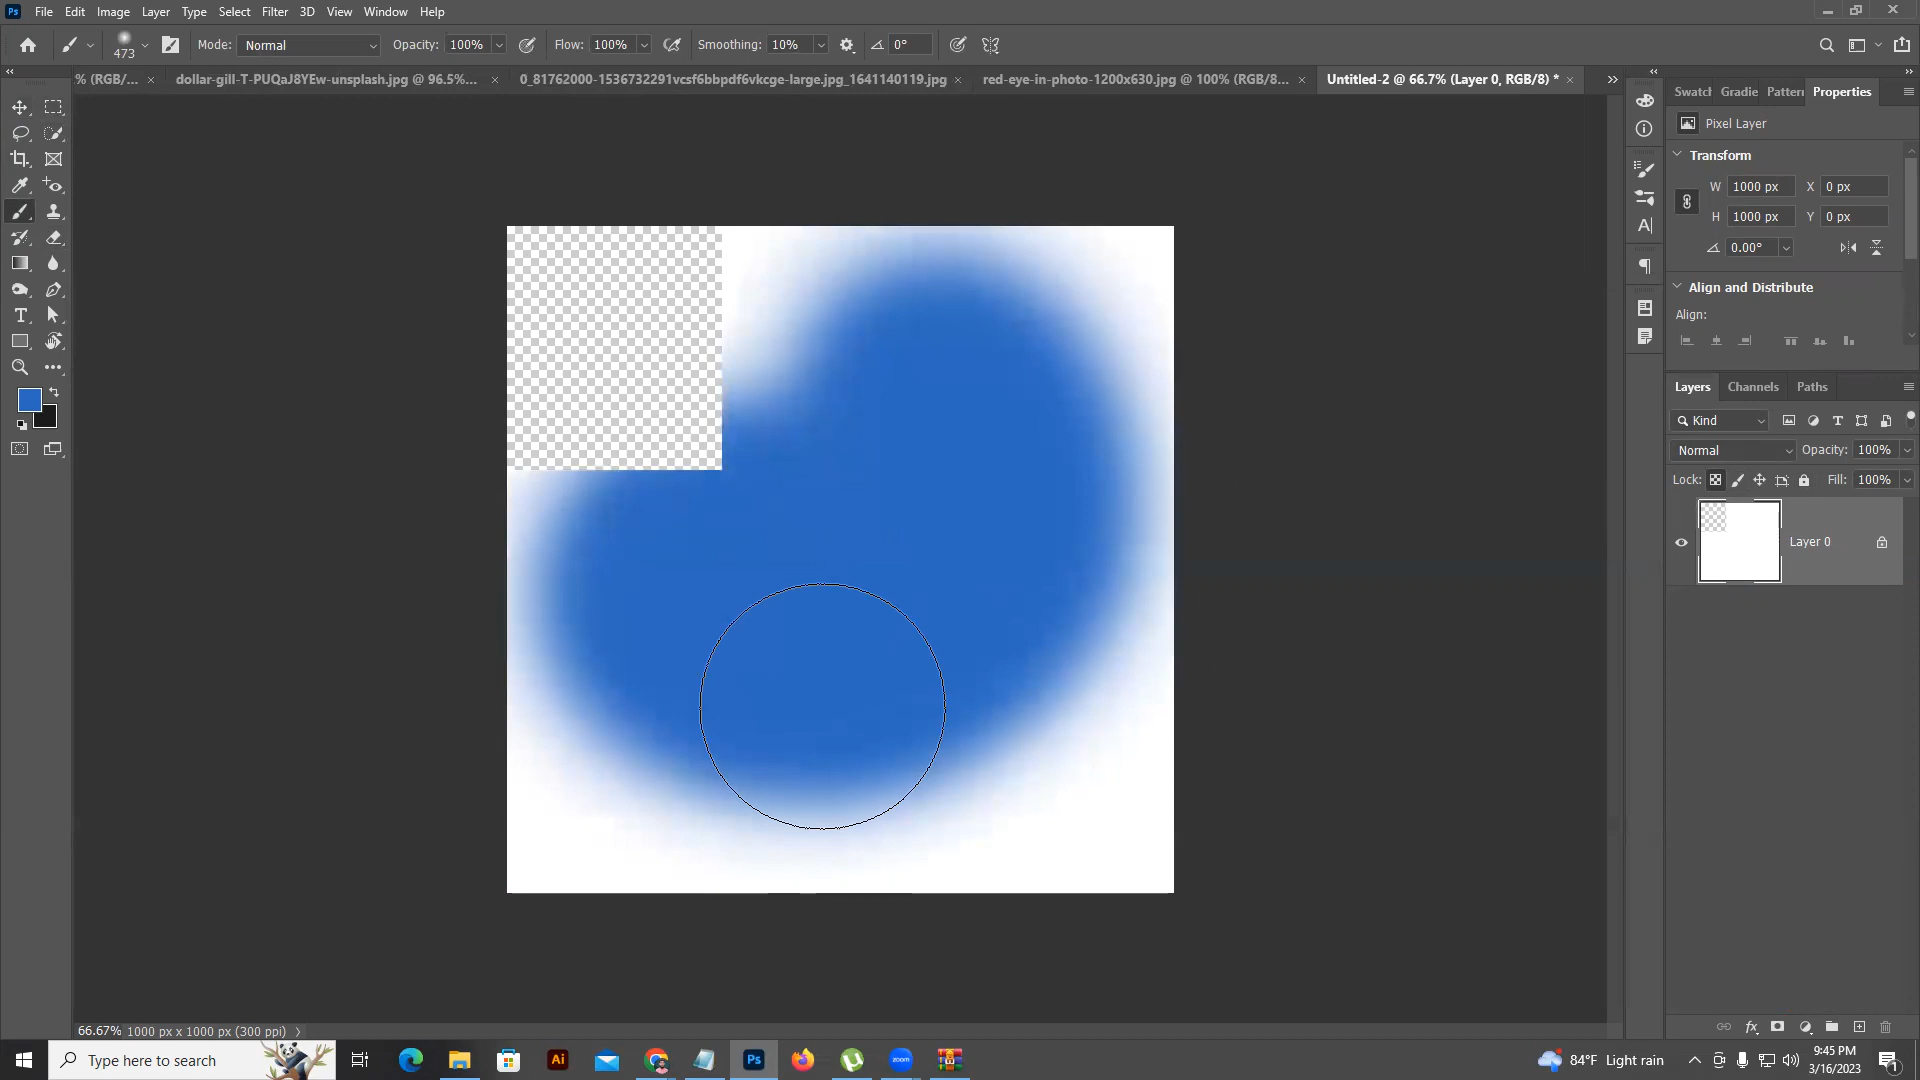 Ps File Edit Image Layer Type Select Filter 3D View Window Help
473 Mode: Normal Opacity: 100% Flow: 100% Smoothing: 10% 0°
% (RGB/... × dollar-gill-T-PUQaJ8YEw-unsplash.jpg @ 96.5%... × 0_81762000-1536732291vcsf6bbpdf6vkcge-large.jpg_1641140119.jpg × red-eye-in-photo-1200x630.jpg @ 100% (RGB/8... × Untitled-2 @ 66.7% (Layer 0, RGB/8) * ×
Swatch Gradie Pattern Properties
Pixel Layer
Transform
W 1000 px X 0 px
H 1000 px Y 0 px
0.00°
Align and Distribute
Align:
Layers Channels Paths
Kind
Normal Opacity: 100%
Lock: Fill: 100%
Layer 0
66.67% 1000 px x 1000 px (300 ppi)
Type here to search
Ai
Ps
zoom
84°F Light rain
9:45 PM
3/16/2023
1